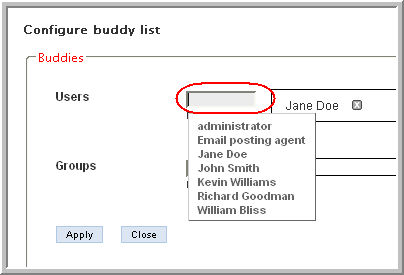 Configure buddy list
Buddies
Users
Jane Doe
administrator
Email posting agent
Jane Doe
John Smith
Kevin Williams
Richard Goodman
William Bliss
Groups
Apply Close